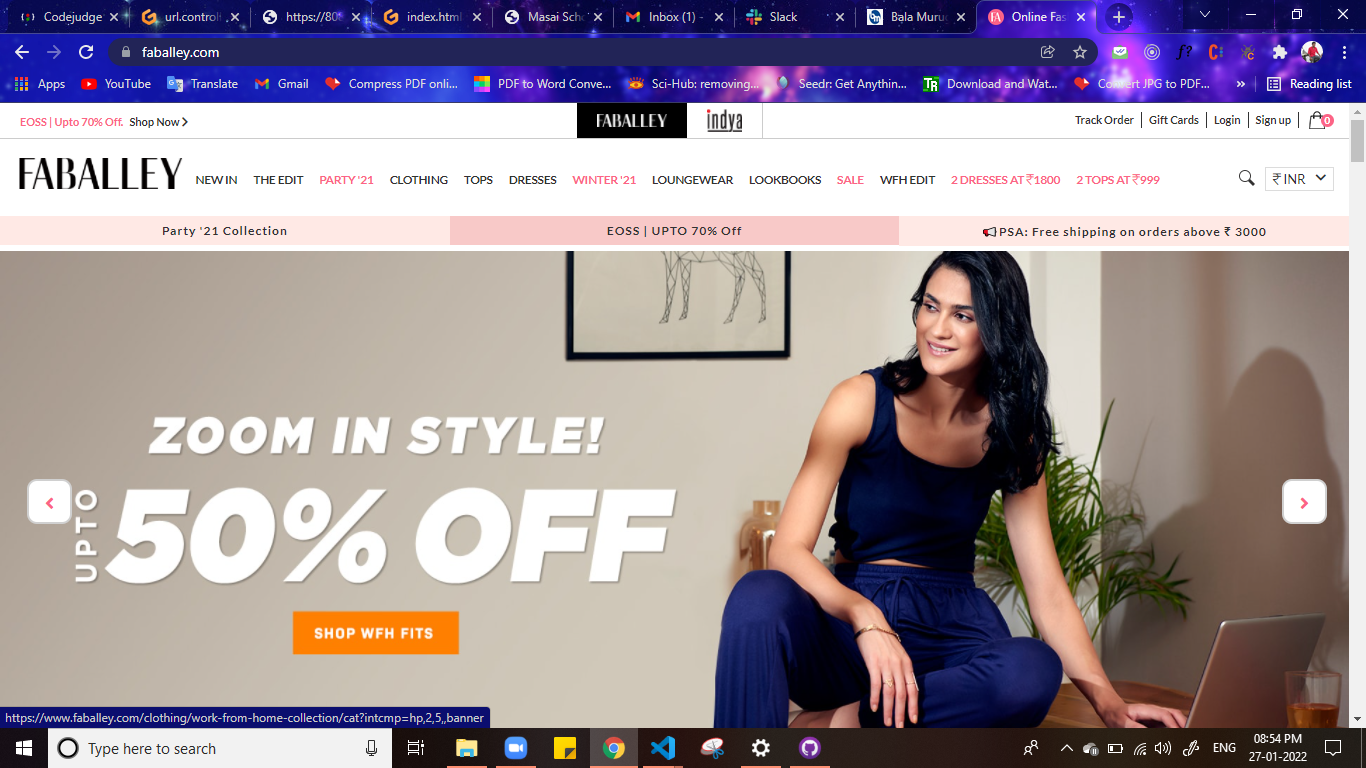 Codejudge
url.control
https://80
index.html
Masai Scho
Inbox (1) -
Slack
Bala Muru
Online Fas
faballey.com
Apps
YouTube
Translate
Gmail
Compress PDF onli...
PDF to Word Conve...
Sci-Hub: removing...
Seedr: Get Anythin...
Download and Wat...
Convert JPG to PDF...
»
Reading list
EOSS | Upto 70% Off. Shop Now
FABALLEY
indya
Track Order
Gift Cards
Login
Sign up
0
FABALLEY
NEW IN
THE EDIT
PARTY '21
CLOTHING
TOPS
DRESSES
WINTER '21
LOUNGEWEAR
LOOKBOOKS
SALE
WFH EDIT
2 DRESSES AT ₹1800
2 TOPS AT ₹999
₹ INR
Party '21 Collection
EOSS | UPTO 70% Off
PSA: Free shipping on orders above ₹ 3000
ZOOM IN STYLE!
UPTO
50% OFF
SHOP WFH FITS
https://www.faballey.com/clothing/work-from-home-collection/cat?intcmp=hp,2,5,,banner
Type here to search
ENG
08:54 PM
27-01-2022